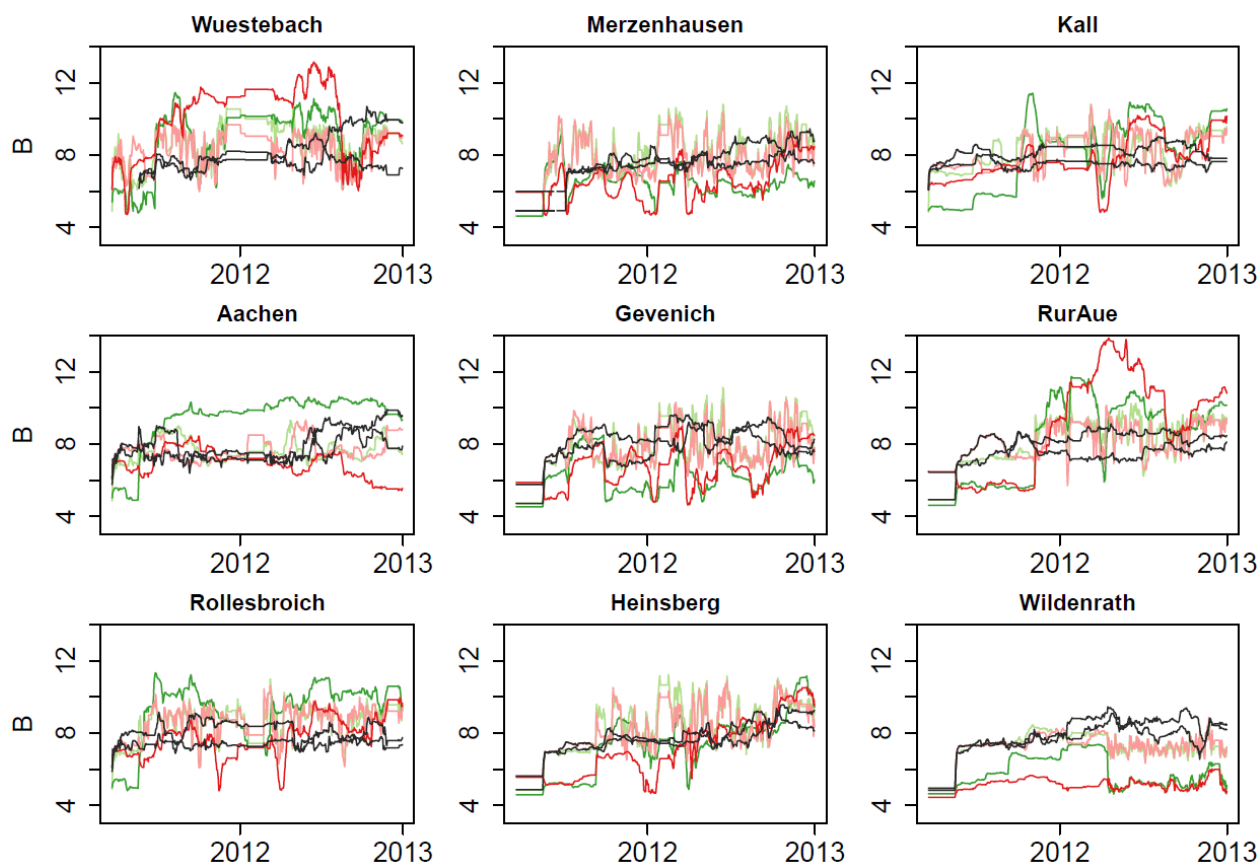 Wuestebach Merzenhausen Kall
B 12 8 4 12 8 4 12 8 4
2012 2013 2012 2013 2012 2013
Aachen Gevenich RurAue
B 12 8 4 12 8 4 12 8 4
2012 2013 2012 2013 2012 2013
Rollesbroich Heinsberg Wildenrath
B 12 8 4 12 8 4 12 8 4
2012 2013 2012 2013 2012 2013